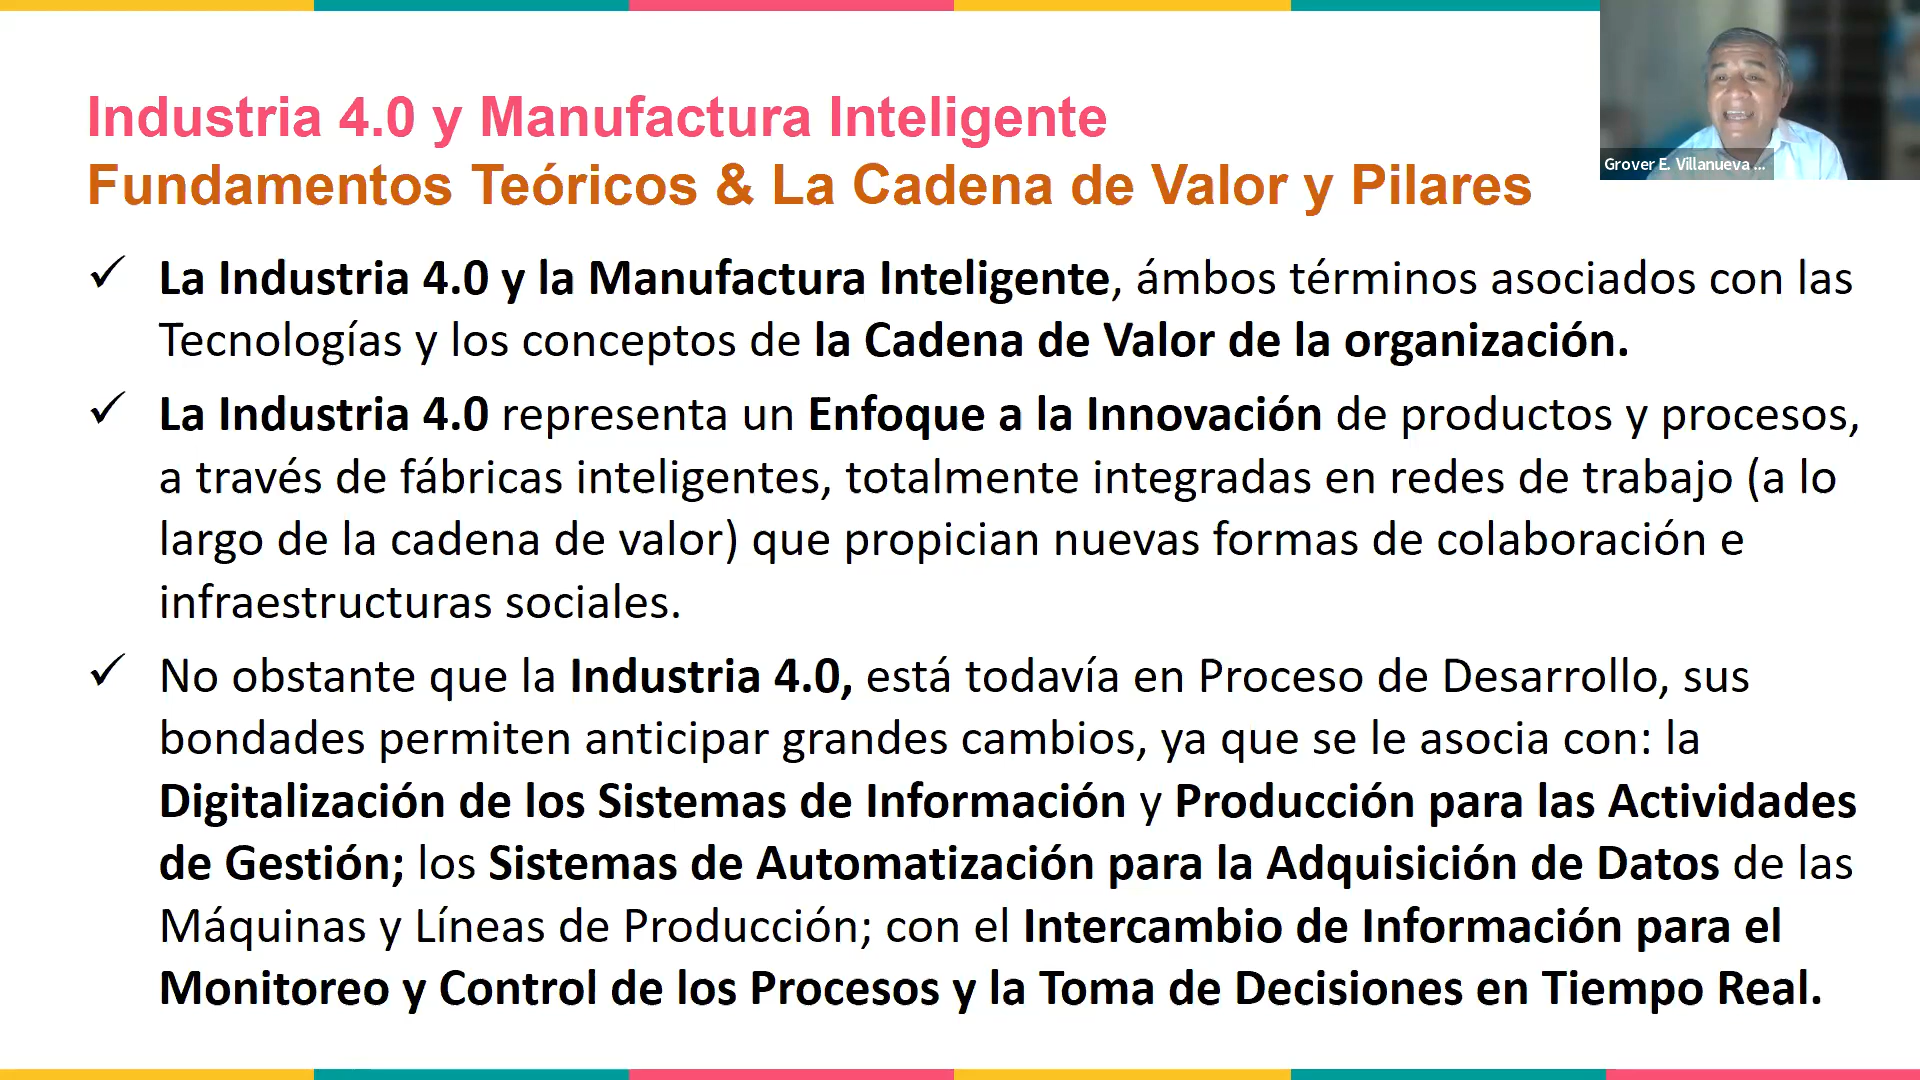 Industria 4.0 y Manufactura Inteligente
Fundamentos Teóricos & La Cadena de Valor y Pilares
Grover E. Villanueva ...
✓ La Industria 4.0 y la Manufactura Inteligente, ámbos términos asociados con las
Tecnologías y los conceptos de la Cadena de Valor de la organización.
✓ La Industria 4.0 representa un Enfoque a la Innovación de productos y procesos,
a través de fábricas inteligentes, totalmente integradas en redes de trabajo (a lo
largo de la cadena de valor) que propician nuevas formas de colaboración e
infraestructuras sociales.
✓ No obstante que la Industria 4.0, está todavía en Proceso de Desarrollo, sus
bondades permiten anticipar grandes cambios, ya que se le asocia con: la
Digitalización de los Sistemas de Información y Producción para las Actividades
de Gestión; los Sistemas de Automatización para la Adquisición de Datos de las
Máquinas y Líneas de Producción; con el Intercambio de Información para el
Monitoreo y Control de los Procesos y la Toma de Decisiones en Tiempo Real.